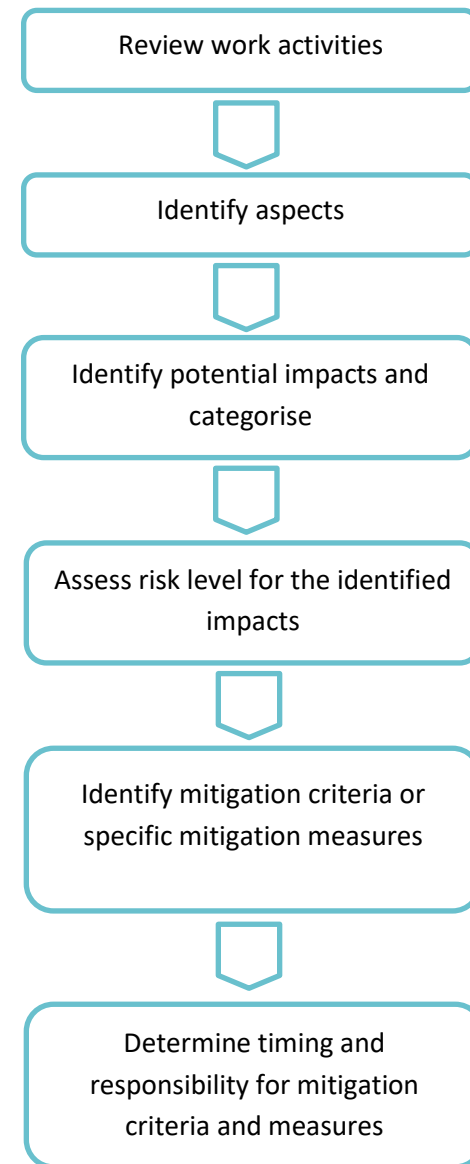 Review work activities
Identify aspects
Identify potential impacts and
categorise
Assess risk level for the identified
impacts
Identify mitigation criteria or
specific mitigation measures
Determine timing and
responsibility for mitigation
criteria and measures